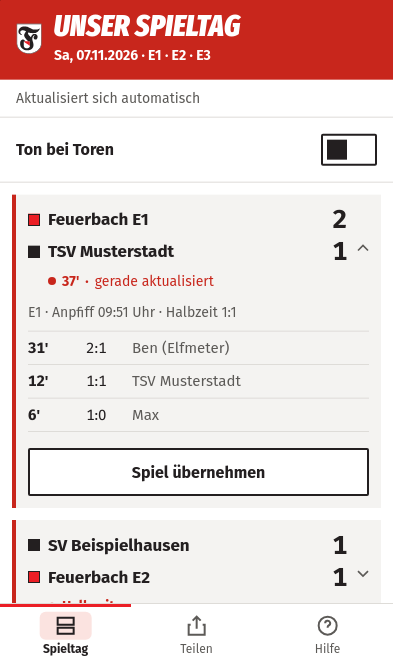 UNSER SPIELTAG
Sa, 07.11.2026 · E1 · E2 · E3
Aktualisiert sich automatisch
Ton bei Toren
Feuerbach E1 2
TSV Musterstadt 1
37' · gerade aktualisiert
E1 · Anpfiff 09:51 Uhr · Halbzeit 1:1
31' 2:1 Ben (Elfmeter)
12' 1:1 TSV Musterstadt
6' 1:0 Max
Spiel übernehmen
SV Beispielhausen 1
Feuerbach E2 1
Spieltag Teilen Hilfe